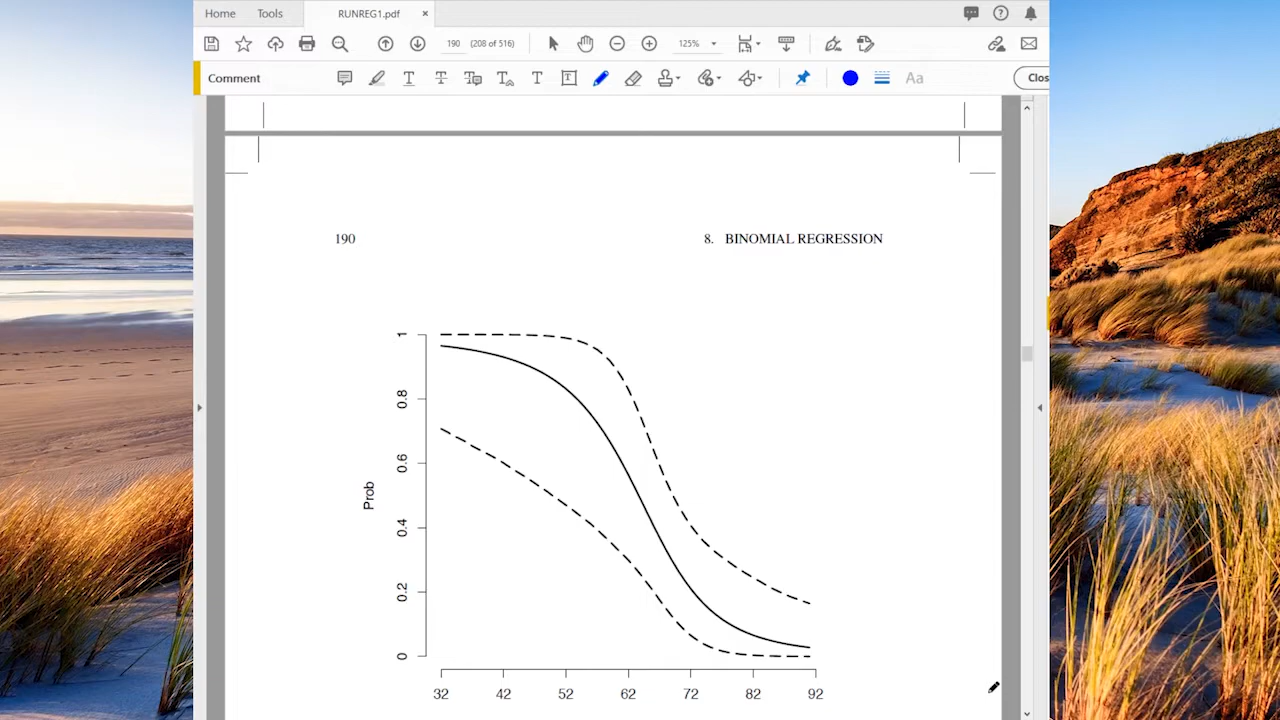 Home Tools RUNREG1.pdf ×
190 (208 of 516) 125%
Comment T T T T T T Aa Clos
190 8. BINOMIAL REGRESSION
1
0.8
0.6
Prob
0.4
0.2
0
32 42 52 62 72 82 92